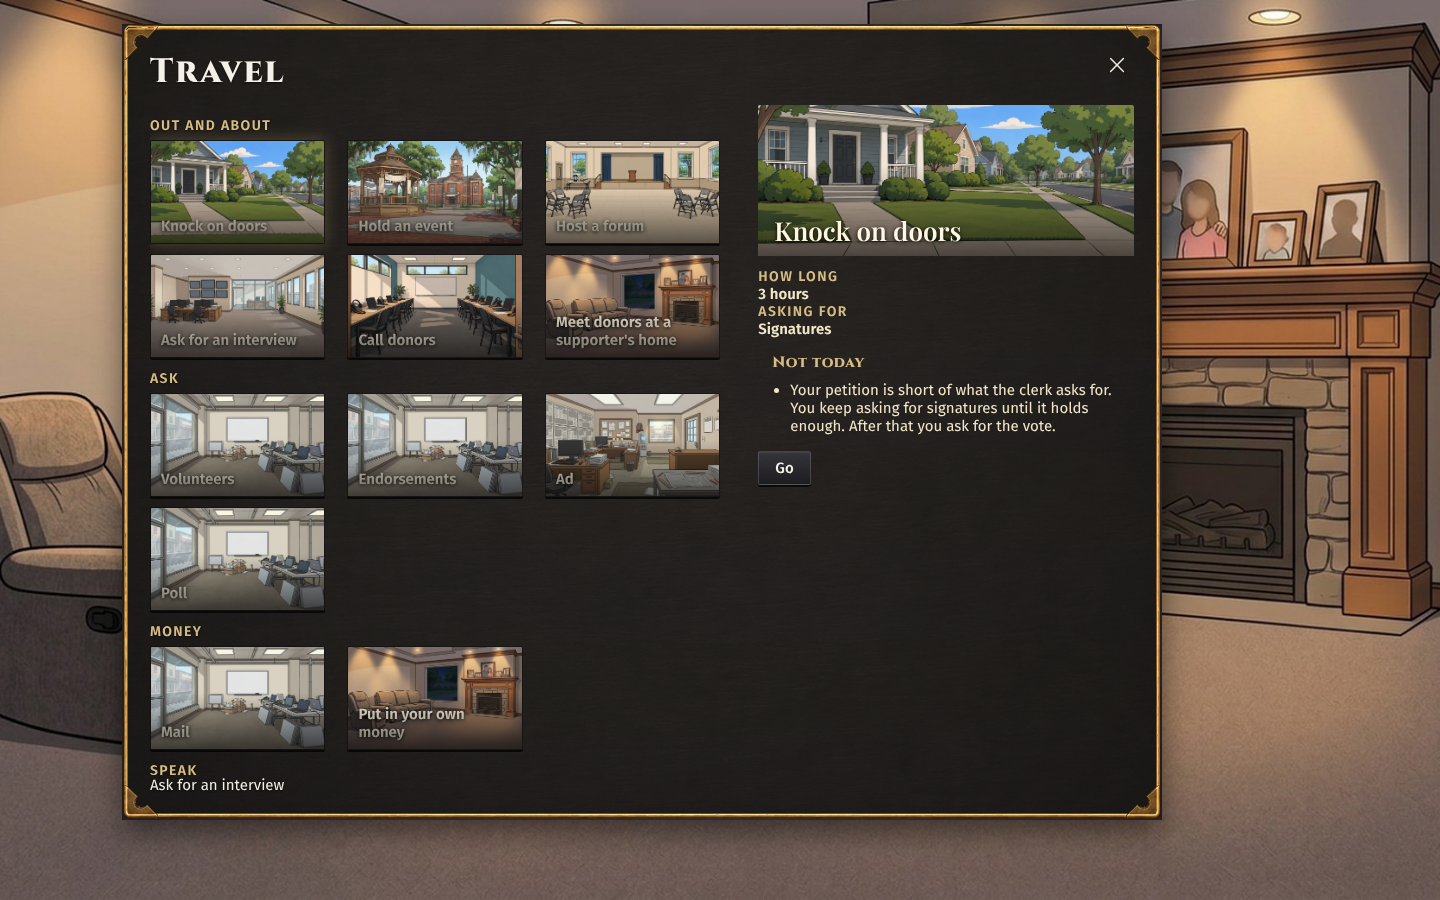 Travel
OUT AND ABOUT
Knock on doors
Hold an event
Host a forum
Ask for an interview
Call donors
Meet donors at a
supporter's home
ASK
Volunteers
Endorsements
Ad
Poll
MONEY
Mail
Put in your own
money
SPEAK
Ask for an interview
Knock on doors
HOW LONG
3 hours
ASKING FOR
Signatures
Not today
• Your petition is short of what the clerk asks for.
You keep asking for signatures until it holds
enough. After that you ask for the vote.
Go